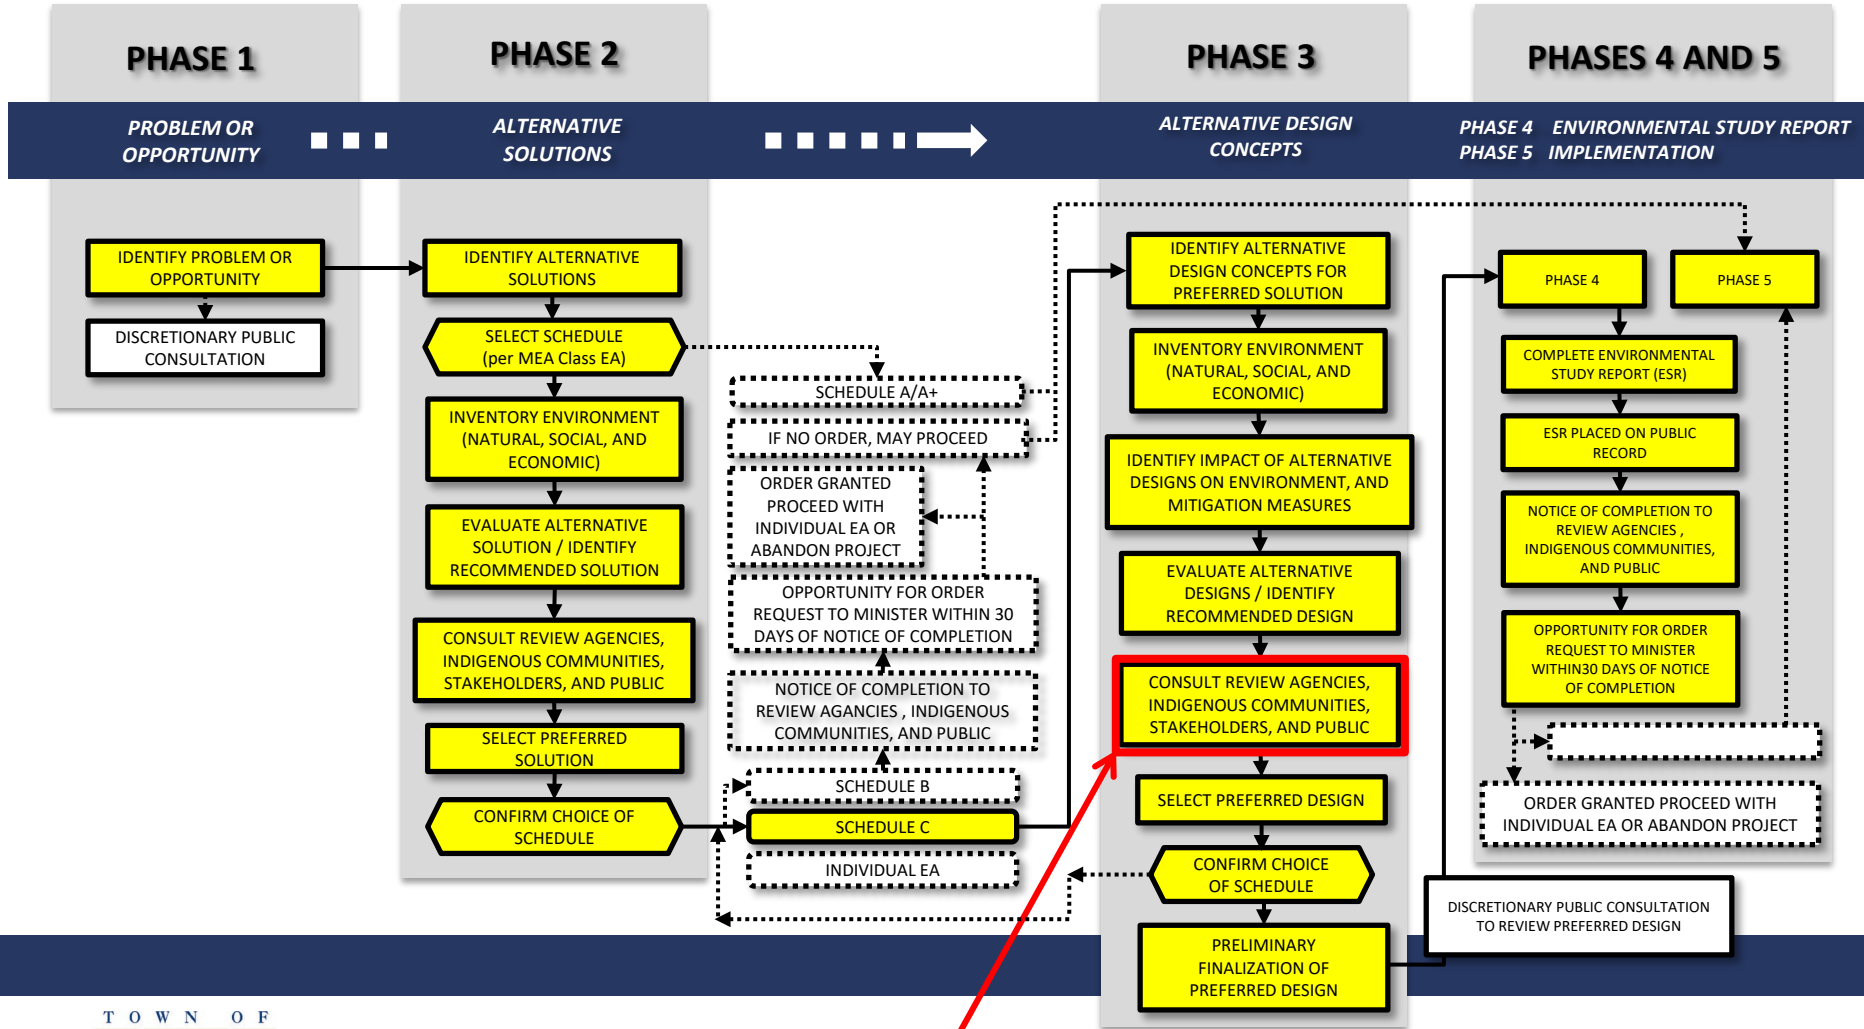 PHASE 1
PHASE 2
PHASE 3
PHASES 4 AND 5
PROBLEM OR
OPPORTUNITY
ALTERNATIVE
SOLUTIONS
ALTERNATIVE DESIGN
CONCEPTS
PHASE 4 ENVIRONMENTAL STUDY REPORT
PHASE 5 IMPLEMENTATION
IDENTIFY PROBLEM OR
OPPORTUNITY
DISCRETIONARY PUBLIC
CONSULTATION
IDENTIFY ALTERNATIVE
SOLUTIONS
SELECT SCHEDULE
(per MEA Class EA)
INVENTORY ENVIRONMENT
(NATURAL, SOCIAL, AND
ECONOMIC)
EVALUATE ALTERNATIVE
SOLUTION / IDENTIFY
RECOMMENDED SOLUTION
CONSULT REVIEW AGENCIES,
INDIGENOUS COMMUNITIES,
STAKEHOLDERS, AND PUBLIC
SELECT PREFERRED
SOLUTION
CONFIRM CHOICE OF
SCHEDULE
SCHEDULE A/A+
IF NO ORDER, MAY PROCEED
ORDER GRANTED
PROCEED WITH
INDIVIDUAL EA OR
ABANDON PROJECT
OPPORTUNITY FOR ORDER
REQUEST TO MINISTER WITHIN 30
DAYS OF NOTICE OF COMPLETION
NOTICE OF COMPLETION TO
REVIEW AGANCIES , INDIGENOUS
COMMUNITIES, AND PUBLIC
SCHEDULE B
SCHEDULE C
INDIVIDUAL EA
IDENTIFY ALTERNATIVE
DESIGN CONCEPTS FOR
PREFERRED SOLUTION
INVENTORY ENVIRONMENT
(NATURAL, SOCIAL, AND
ECONOMIC)
IDENTIFY IMPACT OF ALTERNATIVE
DESIGNS ON ENVIRONMENT, AND
MITIGATION MEASURES
EVALUATE ALTERNATIVE
DESIGNS / IDENTIFY
RECOMMENDED DESIGN
CONSULT REVIEW AGENCIES,
INDIGENOUS COMMUNITIES,
STAKEHOLDERS, AND PUBLIC
SELECT PREFERRED DESIGN
CONFIRM CHOICE
OF SCHEDULE
PRELIMINARY
FINALIZATION OF
PREFERRED DESIGN
PHASE 4
PHASE 5
COMPLETE ENVIRONMENTAL
STUDY REPORT (ESR)
ESR PLACED ON PUBLIC
RECORD
NOTICE OF COMPLETION TO
REVIEW AGENCIES ,
INDIGENOUS COMMUNITIES,
AND PUBLIC
OPPORTUNITY FOR ORDER
REQUEST TO MINISTER
WITHIN30 DAYS OF NOTICE
OF COMPLETION
ORDER GRANTED PROCEED WITH
INDIVIDUAL EA OR ABANDON PROJECT
DISCRETIONARY PUBLIC CONSULTATION
TO REVIEW PREFERRED DESIGN
TOWN OF